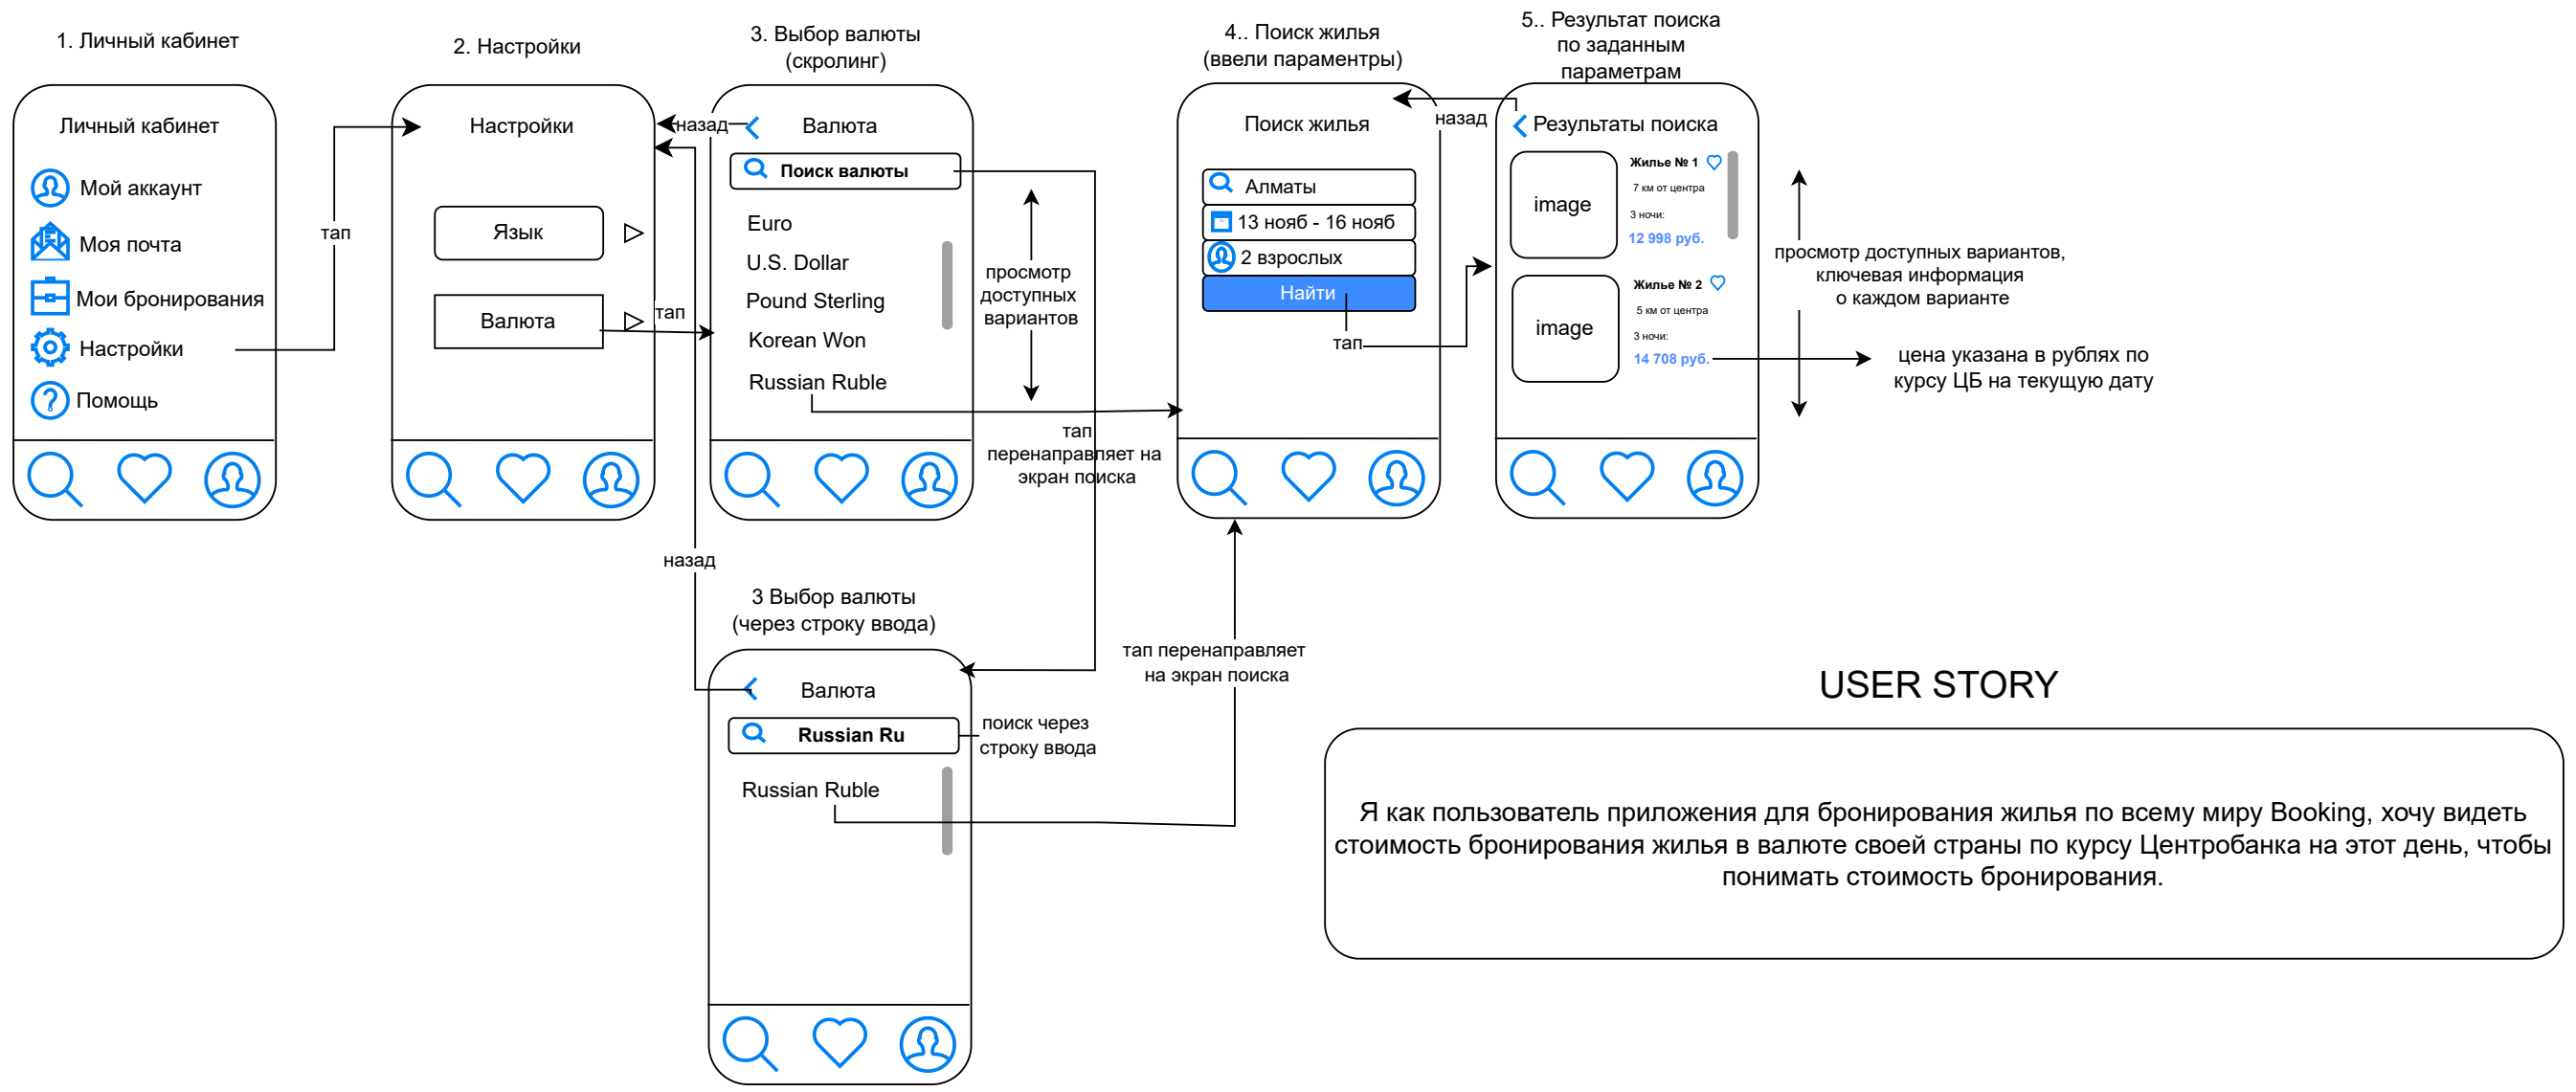 1. Личный кабинет
Личный кабинет
Мой аккаунт
Моя почта
Мои бронирования
Настройки
Помощь
тап
2. Настройки
Настройки
Язык
Валюта
тап
назад
назад
3. Выбор валюты
(скролинг)
Валюта
Поиск валюты
Euro
U.S. Dollar
Pound Sterling
Korean Won
Russian Ruble
просмотр
доступных
вариантов
тап
перенаправляет на
экран поиска
3 Выбор валюты
(через строку ввода)
Валюта
Russian Ru
Russian Ruble
поиск через
строку ввода
тап перенаправляет
на экран поиска
4.. Поиск жилья
(ввели параментры)
Поиск жилья
Алматы
13 нояб - 16 нояб
2 взрослых
Найти
тап
назад
5.. Результат поиска
по заданным
параметрам
Результаты поиска
image
Жилье № 1
7 км от центра
3 ночи:
12 998 руб.
image
Жилье № 2
5 км от центра
3 ночи:
14 708 руб.
просмотр доступных вариантов,
ключевая информация
о каждом варианте
цена указана в рублях по
курсу ЦБ на текущую дату
USER STORY
Я как пользователь приложения для бронирования жилья по всему миру Booking, хочу видеть
стоимость бронирования жилья в валюте своей страны по курсу Центробанка на этот день, чтобы
понимать стоимость бронирования.